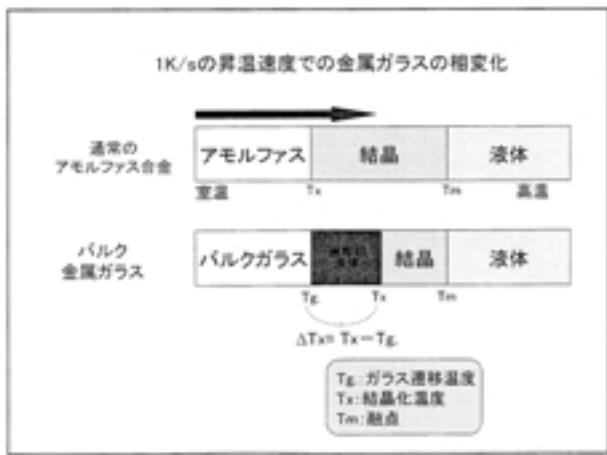 1K/sの昇温速度での金属ガラスの相変化
通常の
アモルファス合金
アモルファス
結晶
液体
室温
Tx
Tm
高温
バルク
金属ガラス
バルクガラス
結晶
液体
Tg.
Tx
Tm
ΔTx= Tx−Tg.
Tg.:ガラス遷移温度
Tx:結晶化温度
Tm:融点